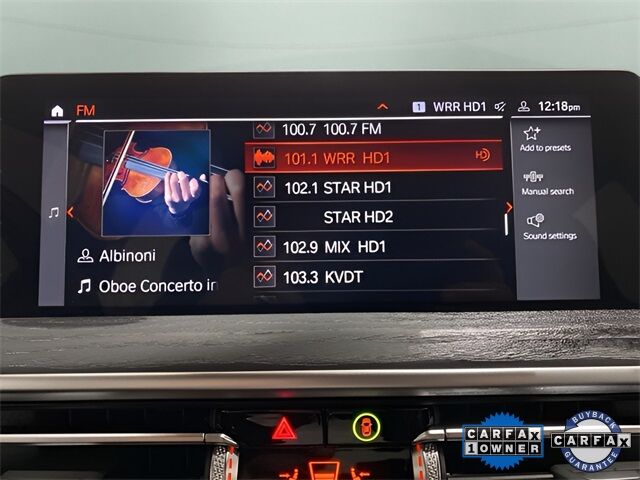 FM
1 WRR HD1
12:18pm
100.7 100.7 FM
101.1 WRR HD1
HD
102.1 STAR HD1
STAR HD2
102.9 MIX HD1
103.3 KVDT
Albinoni
Oboe Concerto in
Add to presets
Manual search
Sound settings
CARFAX
1 OWNER
BUYBACK
CARFAX
GUARANTEE